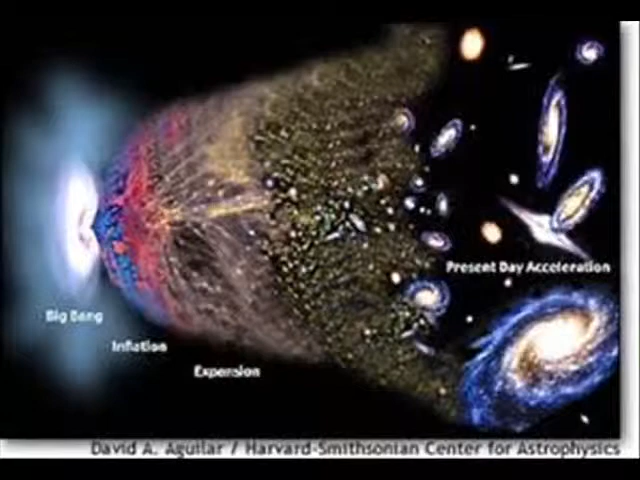 Present Day Acceleration
Big Bang
Inflation
Expansion
David A. Aguilar / Harvard-Smithsonian Center for Astrophysics